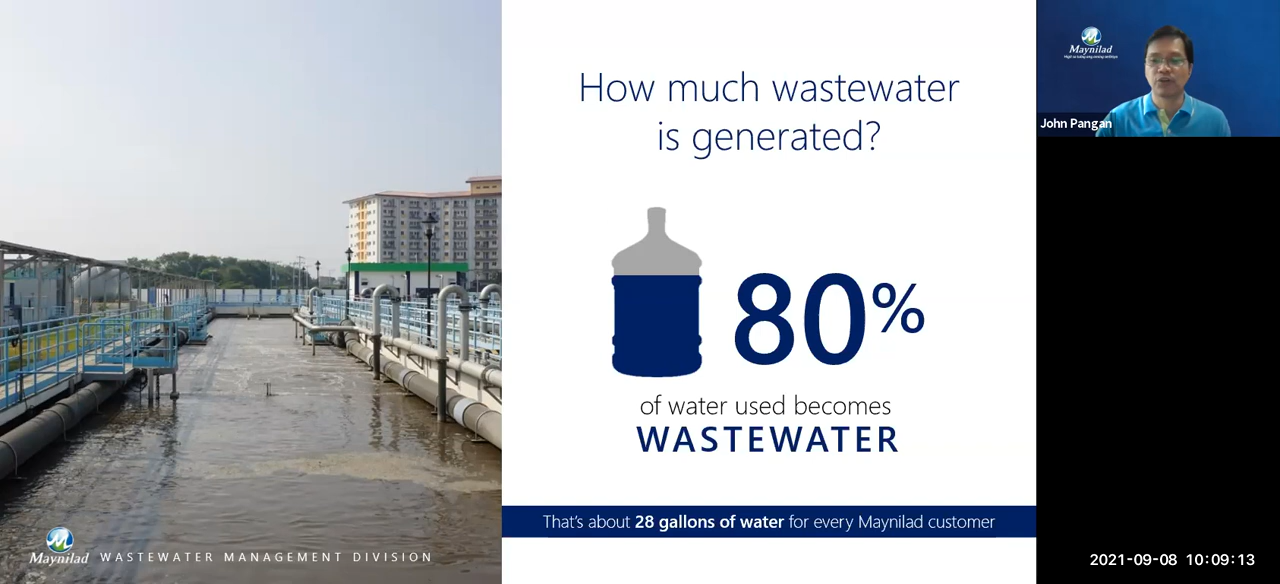 How much wastewater
is generated?
80%
of water used becomes
WASTEWATER
That's about 28 gallons of water for every Maynilad customer
Maynilad WASTEWATER MANAGEMENT DIVISION
Maynilad
John Pangan
2021-09-08 10:09:13